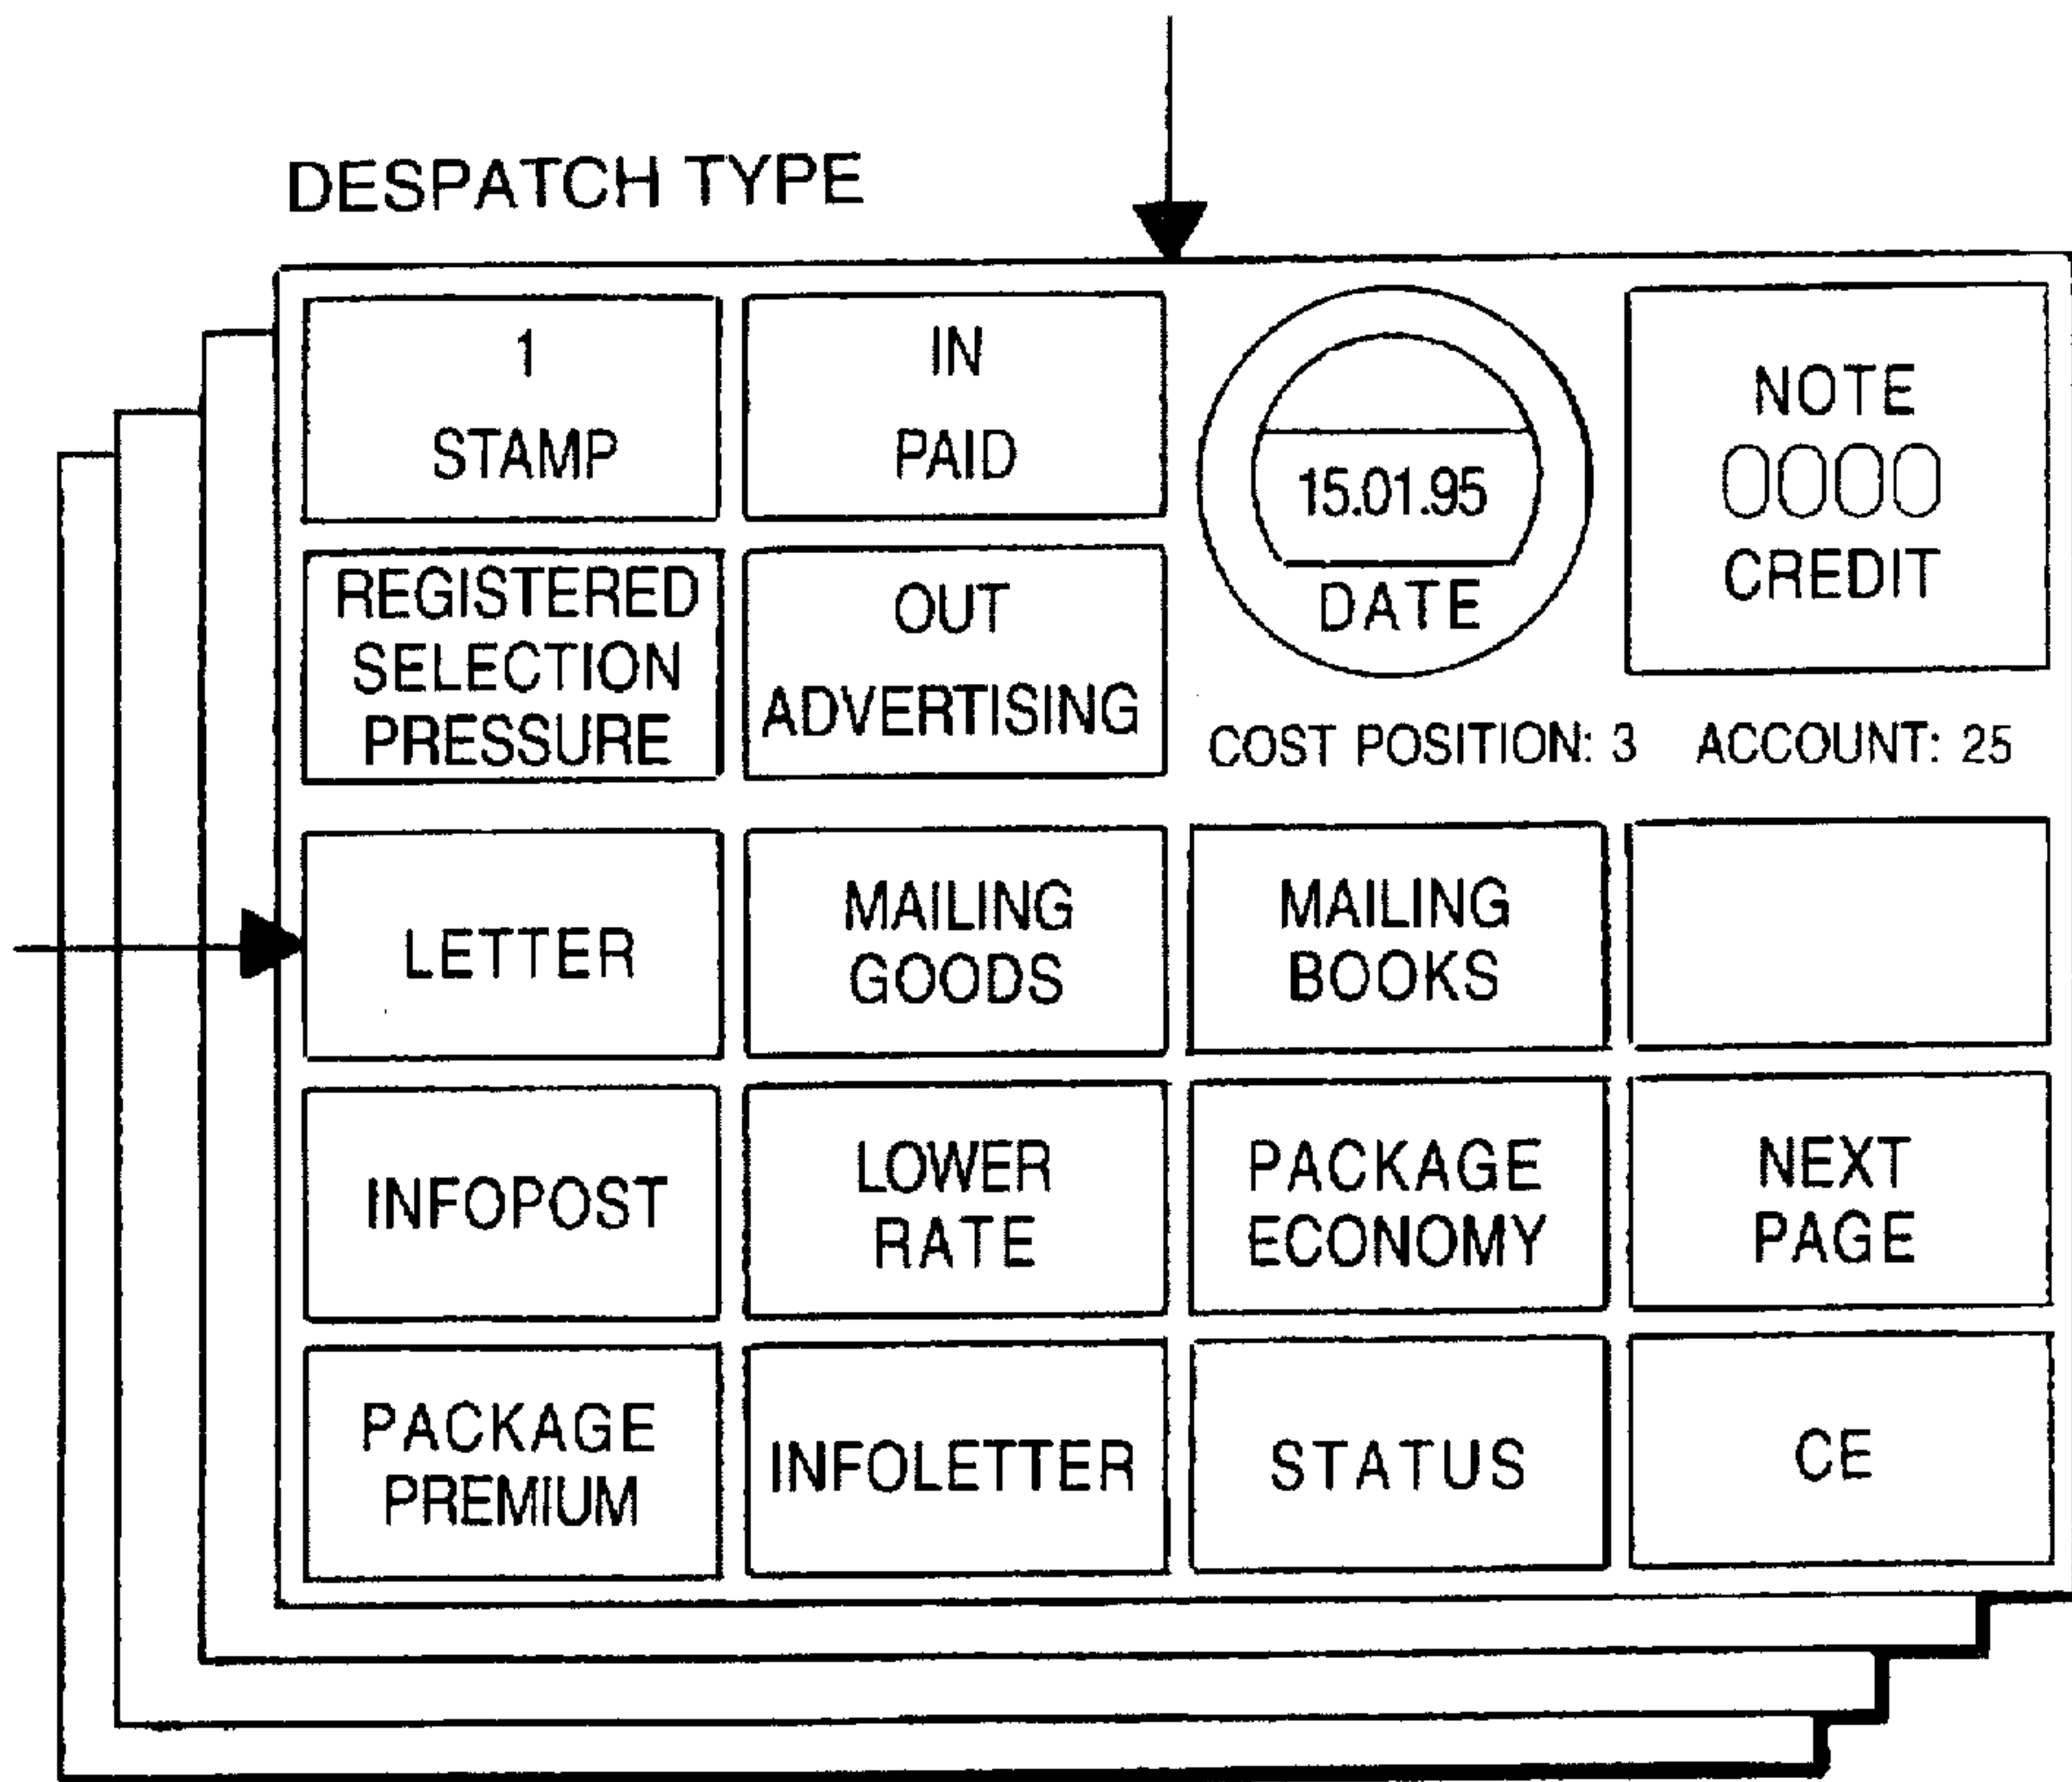 DESPATCH TYPE
1
STAMP
IN
PAID
15.01.95
DATE
NOTE
0000
CREDIT
REGISTERED
SELECTION
PRESSURE
OUT
ADVERTISING
COST POSITION: 3 ACCOUNT: 25
LETTER
MAILING
GOODS
MAILING
BOOKS
INFOPOST
LOWER
RATE
PACKAGE
ECONOMY
NEXT
PAGE
PACKAGE
PREMIUM
INFOLETTER
STATUS
CE